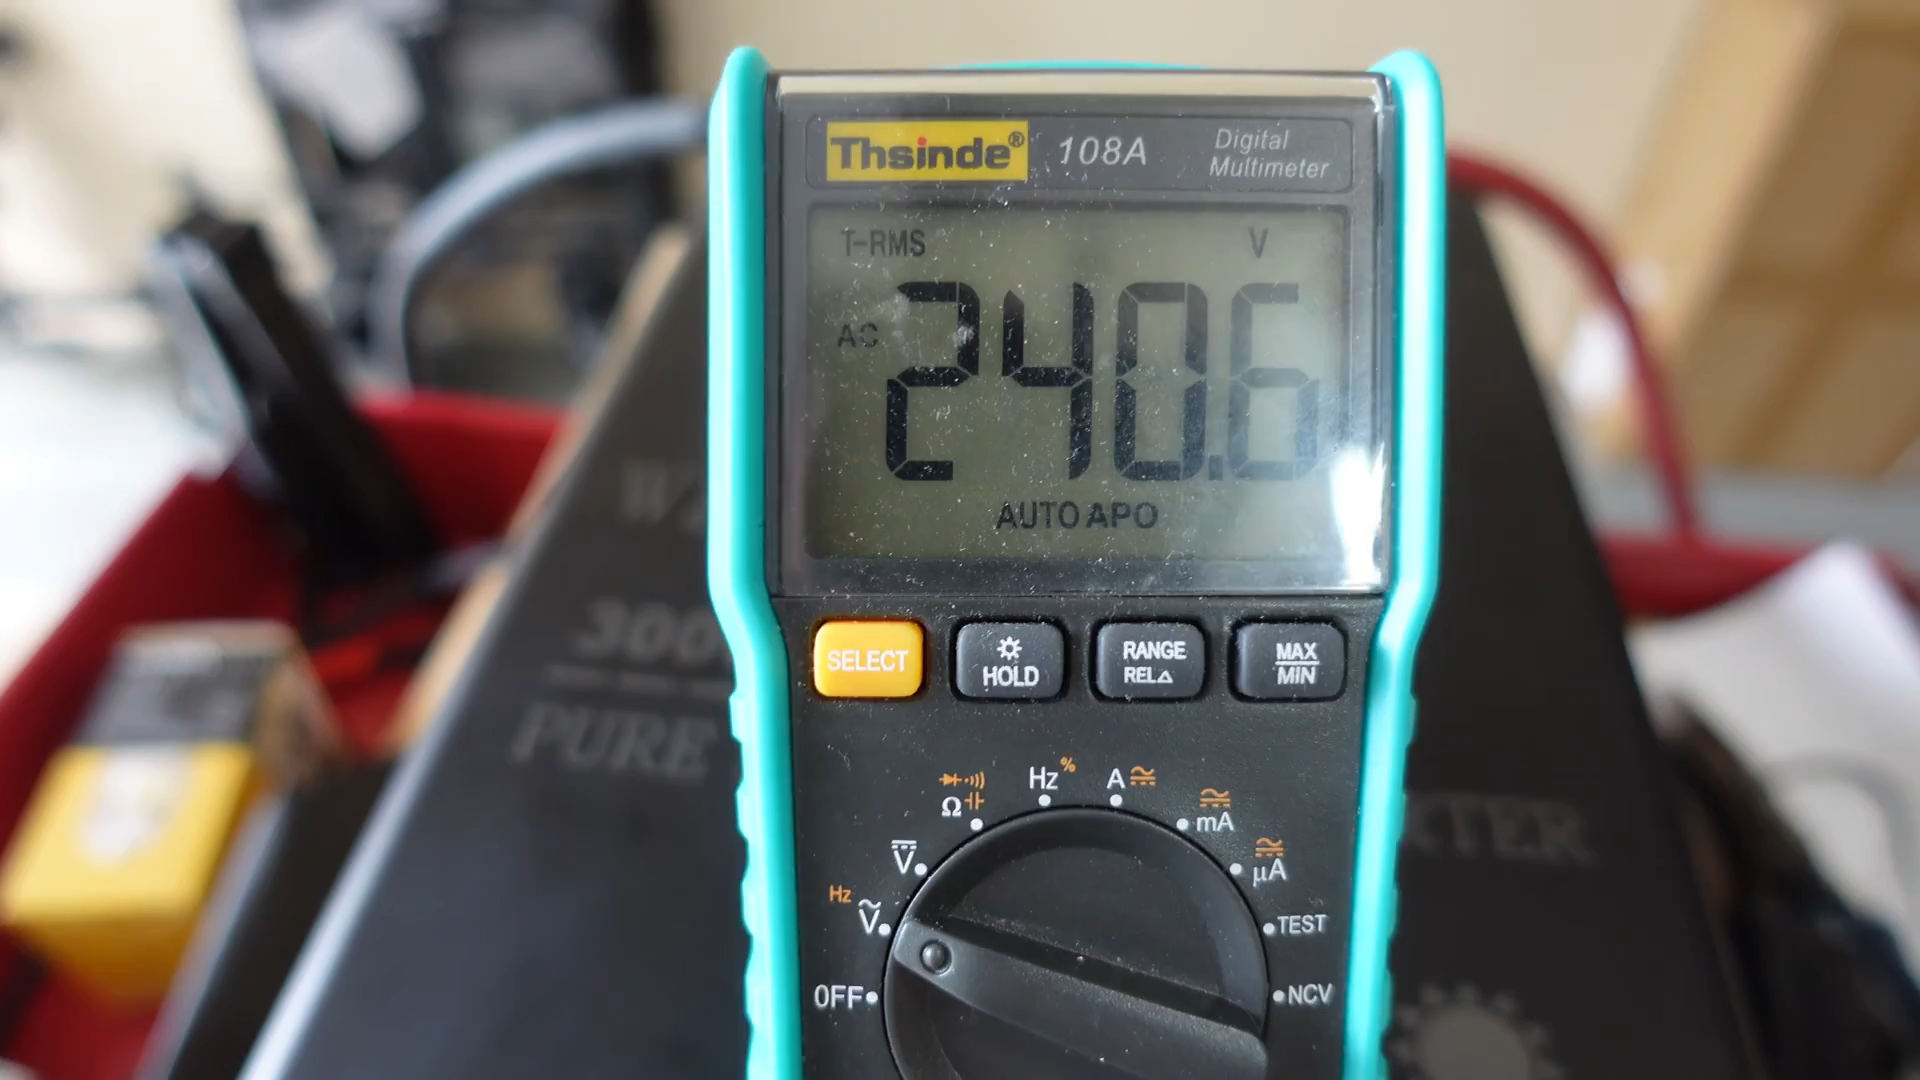 Thsinde® 108A Digital Multimeter
T-RMS V
AC 240.6
AUTO APO
SELECT
HOLD
RANGE
REL△
MAX
MIN
Hz %
A
Ω
mA
V
μA
Hz
V
TEST
OFF
NCV
300
PURE
RTER